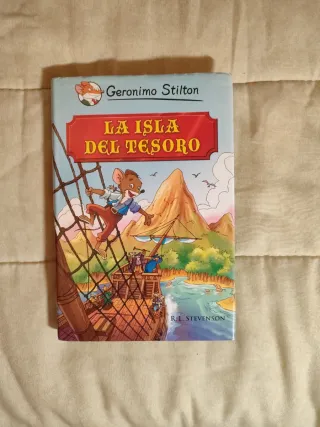 Geronimo Stilton
LA ISLA
DEL TESORO
R.L. STEVENSON